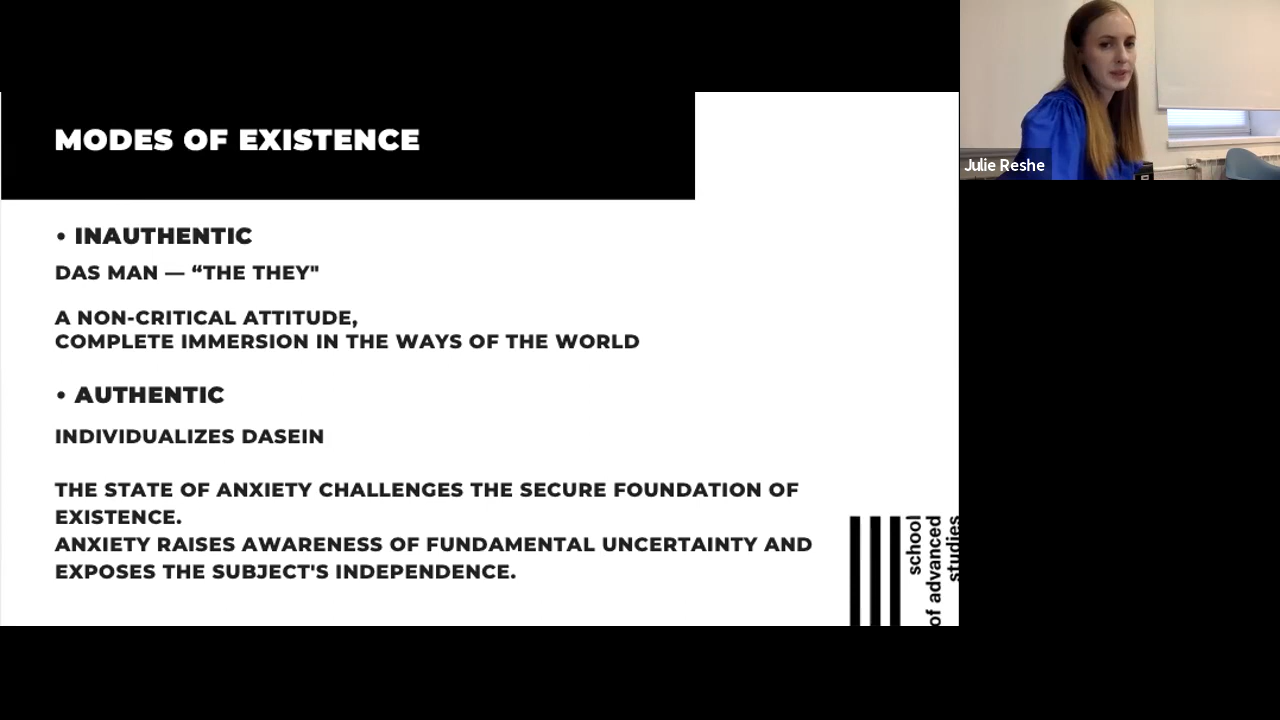 MODES OF EXISTENCE
• INAUTHENTIC
DAS MAN — “THE THEY"
A NON-CRITICAL ATTITUDE,
COMPLETE IMMERSION IN THE WAYS OF THE WORLD
• AUTHENTIC
INDIVIDUALIZES DASEIN
THE STATE OF ANXIETY CHALLENGES THE SECURE FOUNDATION OF
EXISTENCE.
ANXIETY RAISES AWARENESS OF FUNDAMENTAL UNCERTAINTY AND
EXPOSES THE SUBJECT'S INDEPENDENCE.
school
of advanced
studies
Julie Reshe